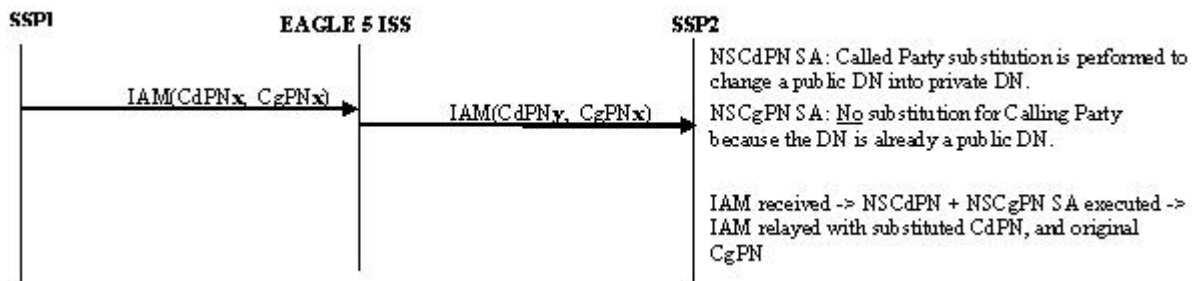 SSP1
EAGLE 5 ISS
SSP2
IAM(CdPNx, CgPNx)
IAM(CdPNy, CgPNx)
NSCdPN SA: Called Party substitution is performed to
change a public DN into private DN.
NSCgPN SA: No substitution for Calling Party
because the DN is already a public DN.
IAM received -> NSCdPN + NSCgPN SA executed ->
IAM relayed with substituted CdPN, and original
CgPN